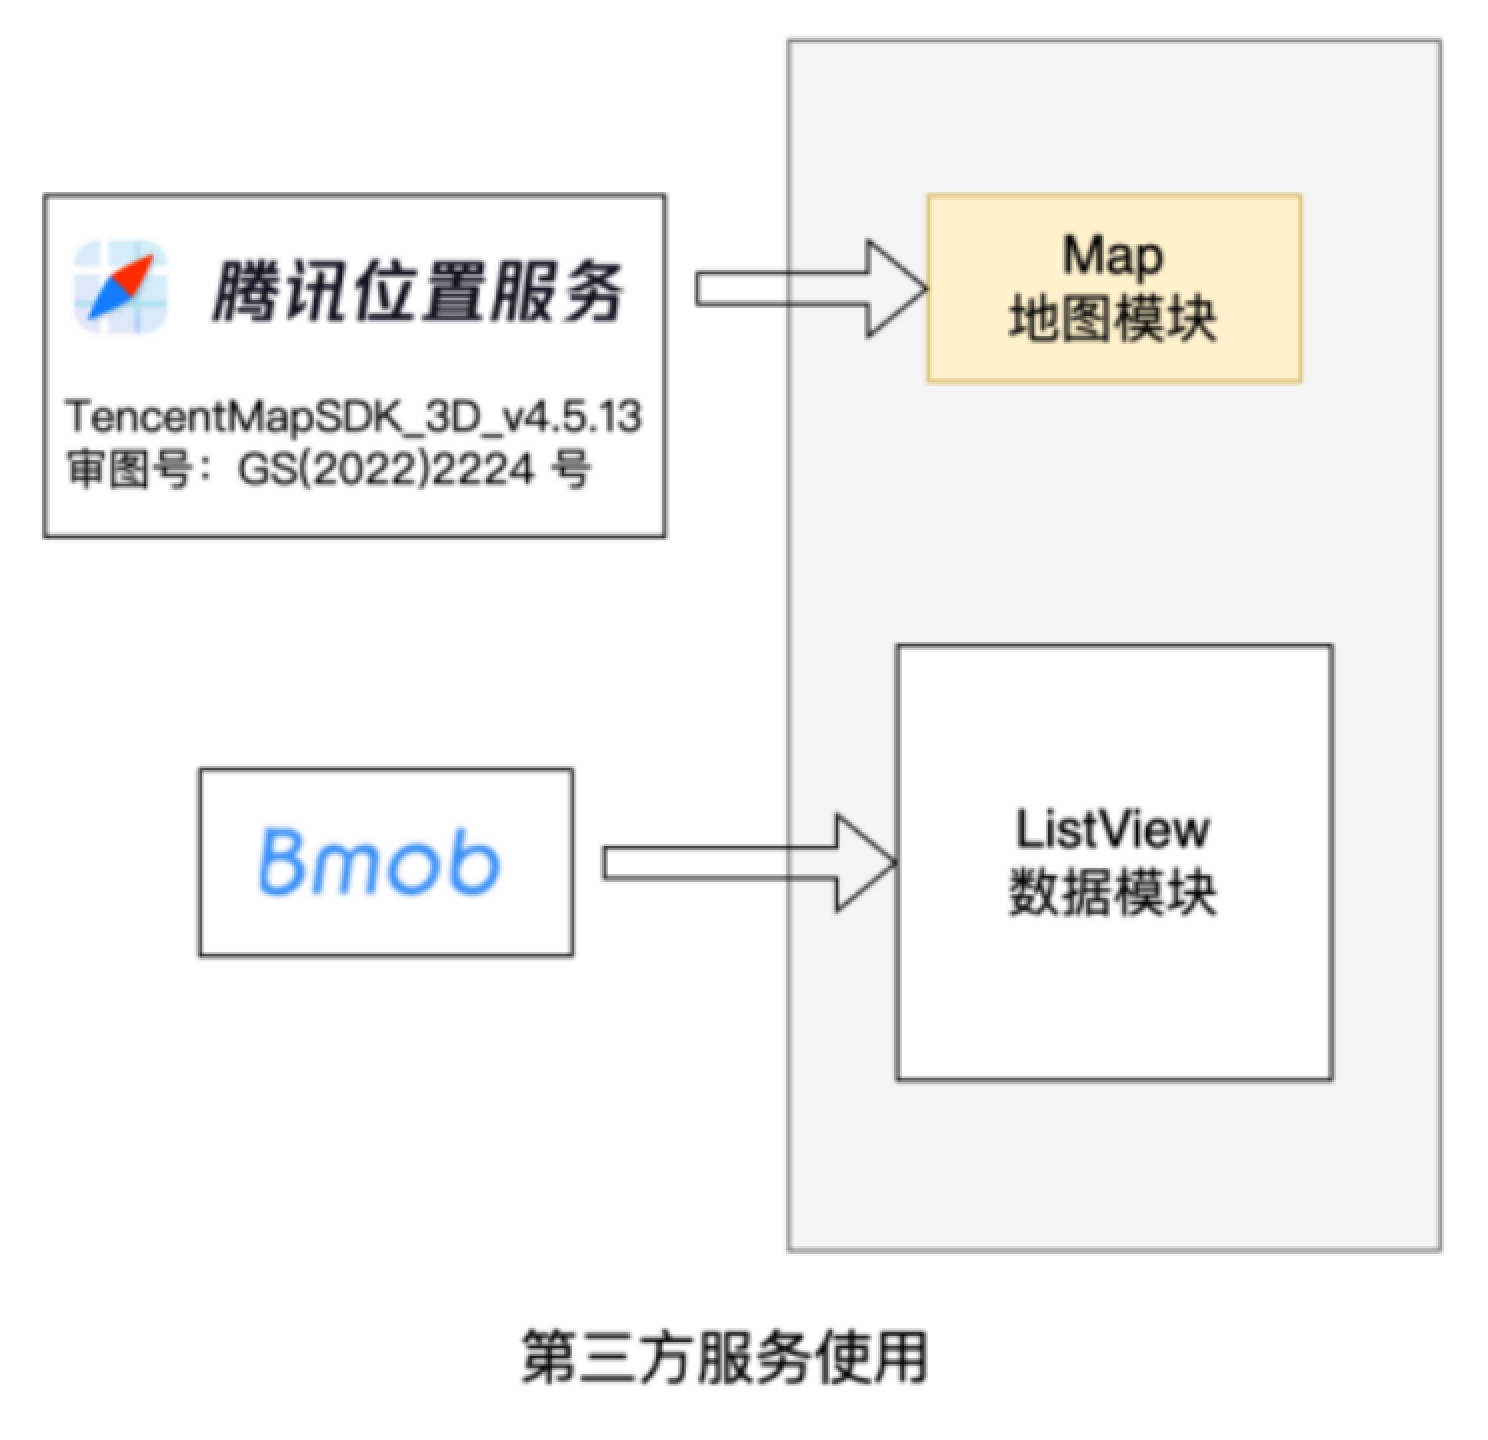 腾讯位置服务
TencentMapSDK_3D_v4.5.13
审图号：GS(2022)2224 号
Map
地图模块
Bmob
ListView
数据模块
第三方服务使用